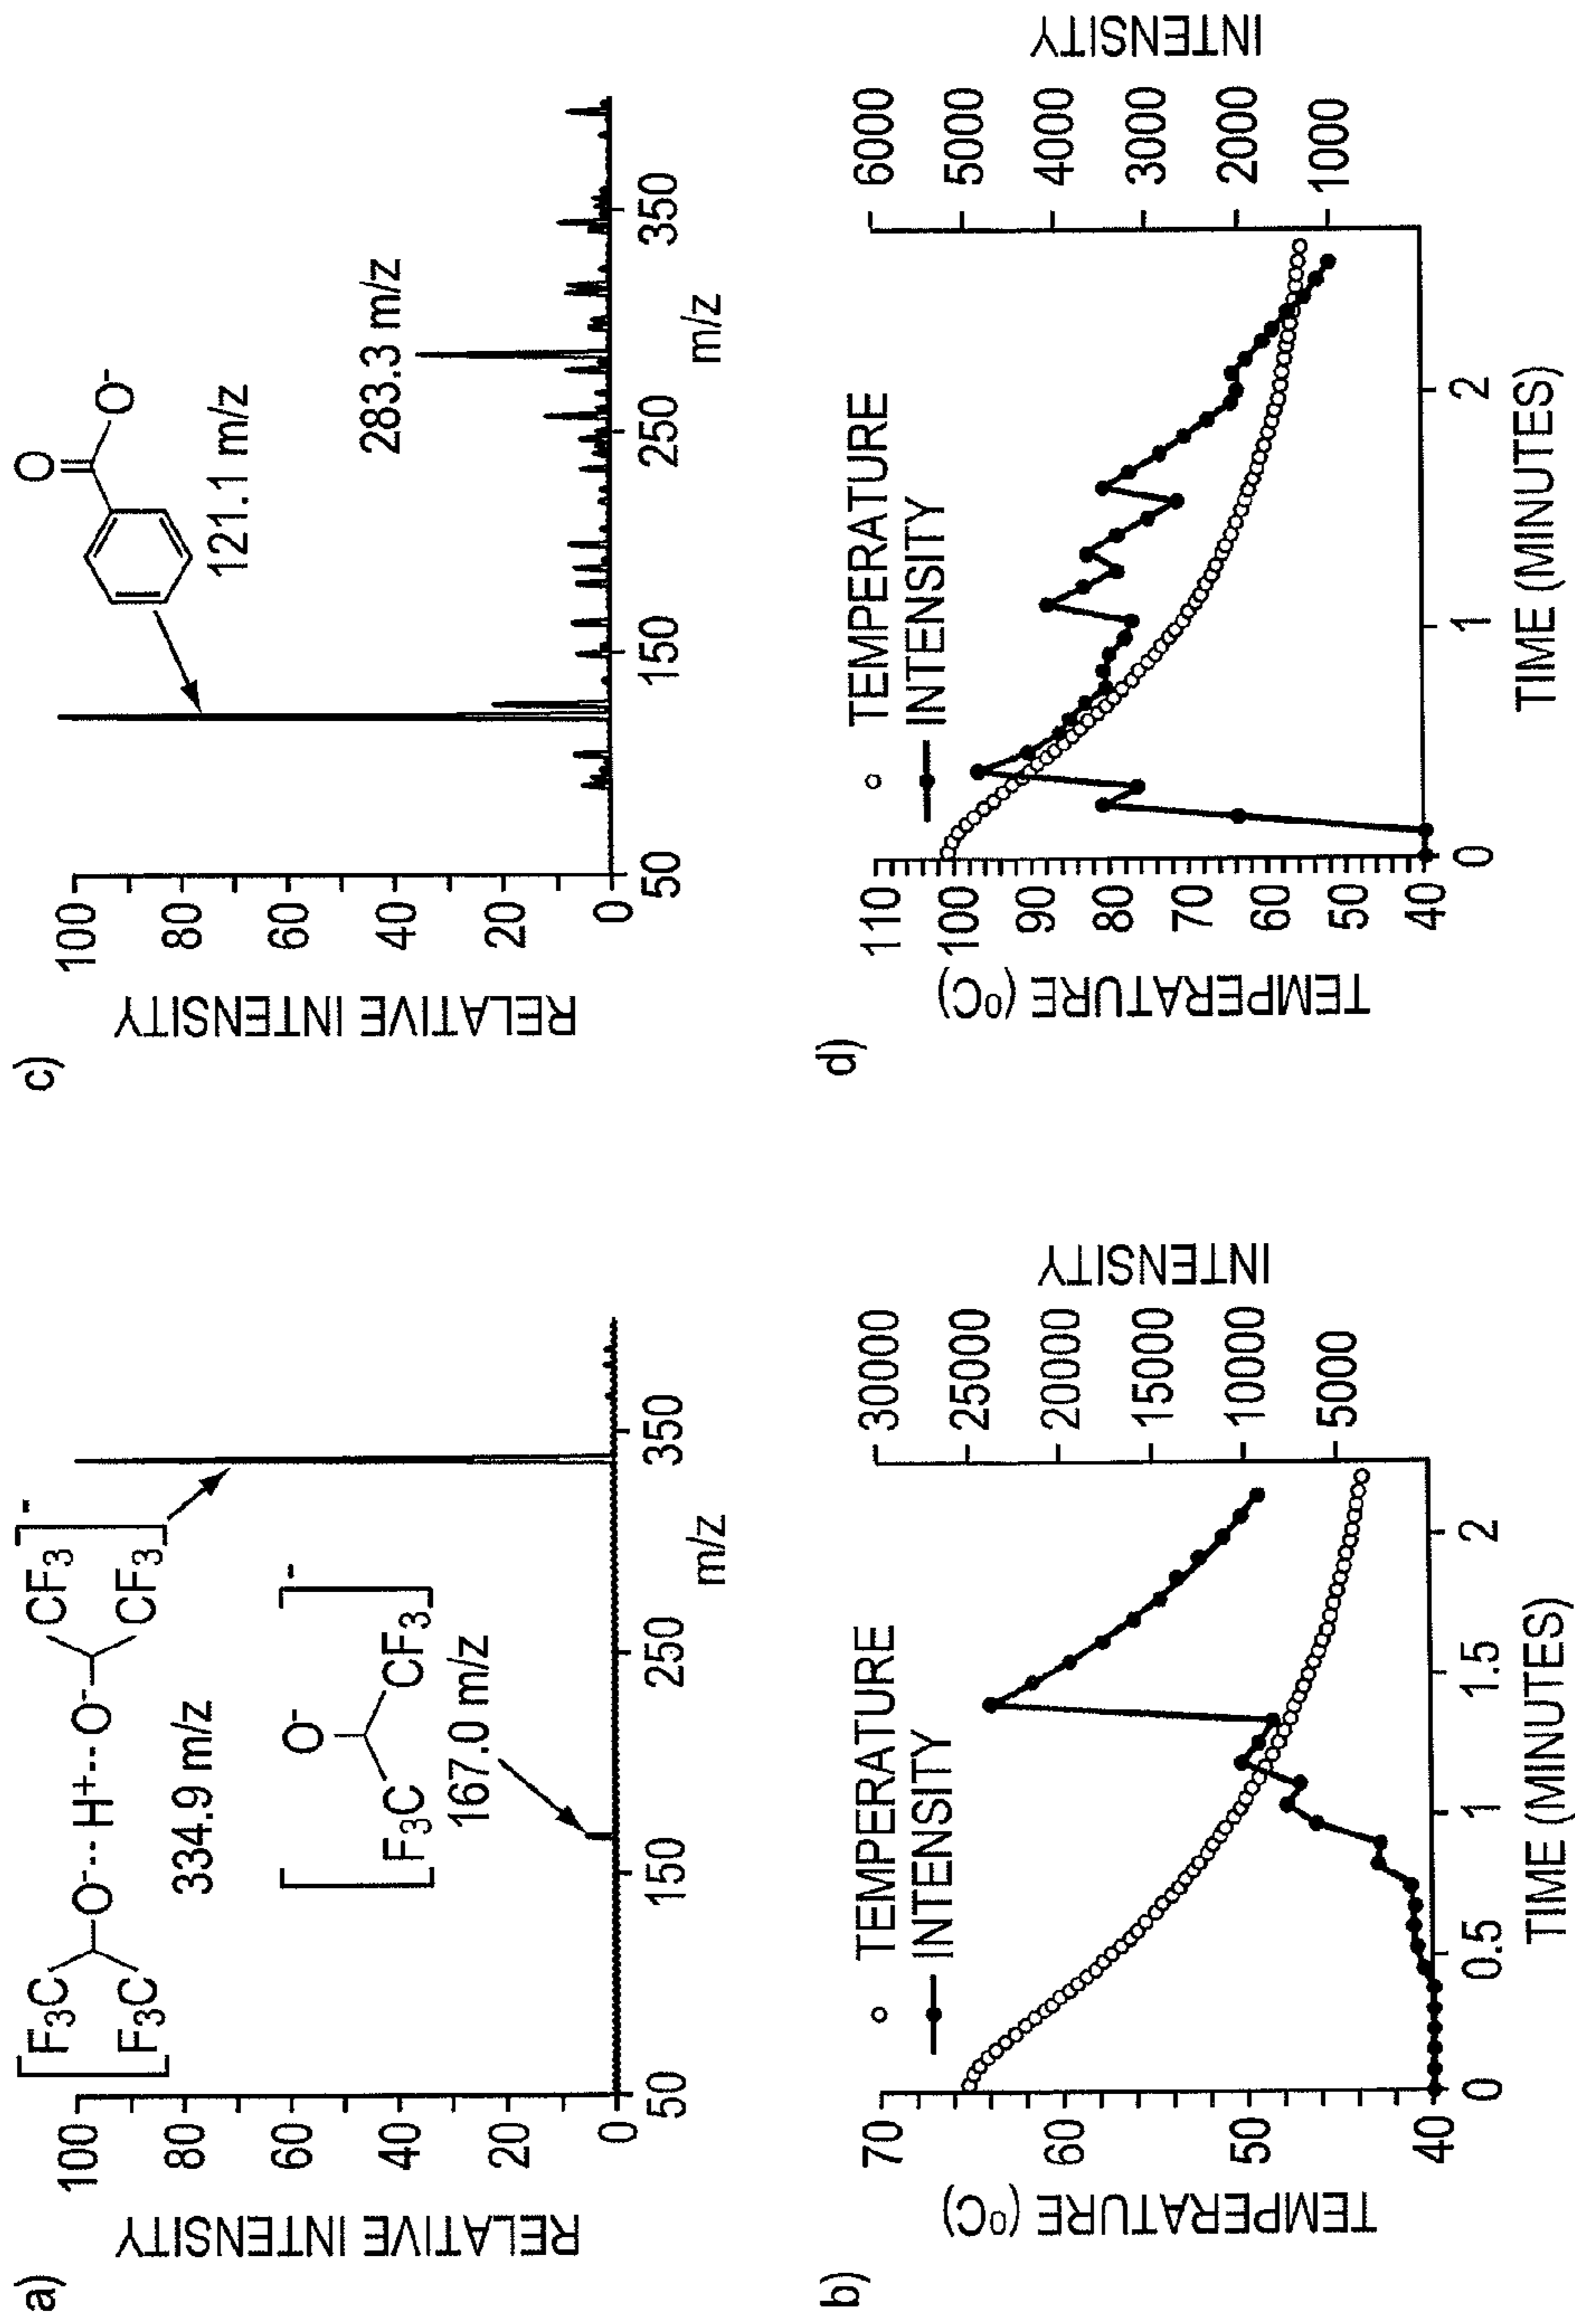 a)
RELATIVE INTENSITY
100
80
60
40
20
0
50
150
250
350
m/z
F3C
F3C
O-
H+
O-
CF3
CF3
-
334.9 m/z
O-
F3C
CF3
-
167.0 m/z
c)
RELATIVE INTENSITY
100
80
60
40
20
0
50
150
250
350
m/z
O
O-
121.1 m/z
283.3 m/z
b)
TEMPERATURE (ºC)
70
60
50
40
0
0.5
1
1.5
2
TIME (MINUTES)
TEMPERATURE
INTENSITY
30000
25000
20000
15000
10000
5000
INTENSITY
d)
TEMPERATURE (ºC)
110
100
90
80
70
60
50
40
0
1
2
TIME (MINUTES)
TEMPERATURE
INTENSITY
6000
5000
4000
3000
2000
1000
INTENSITY